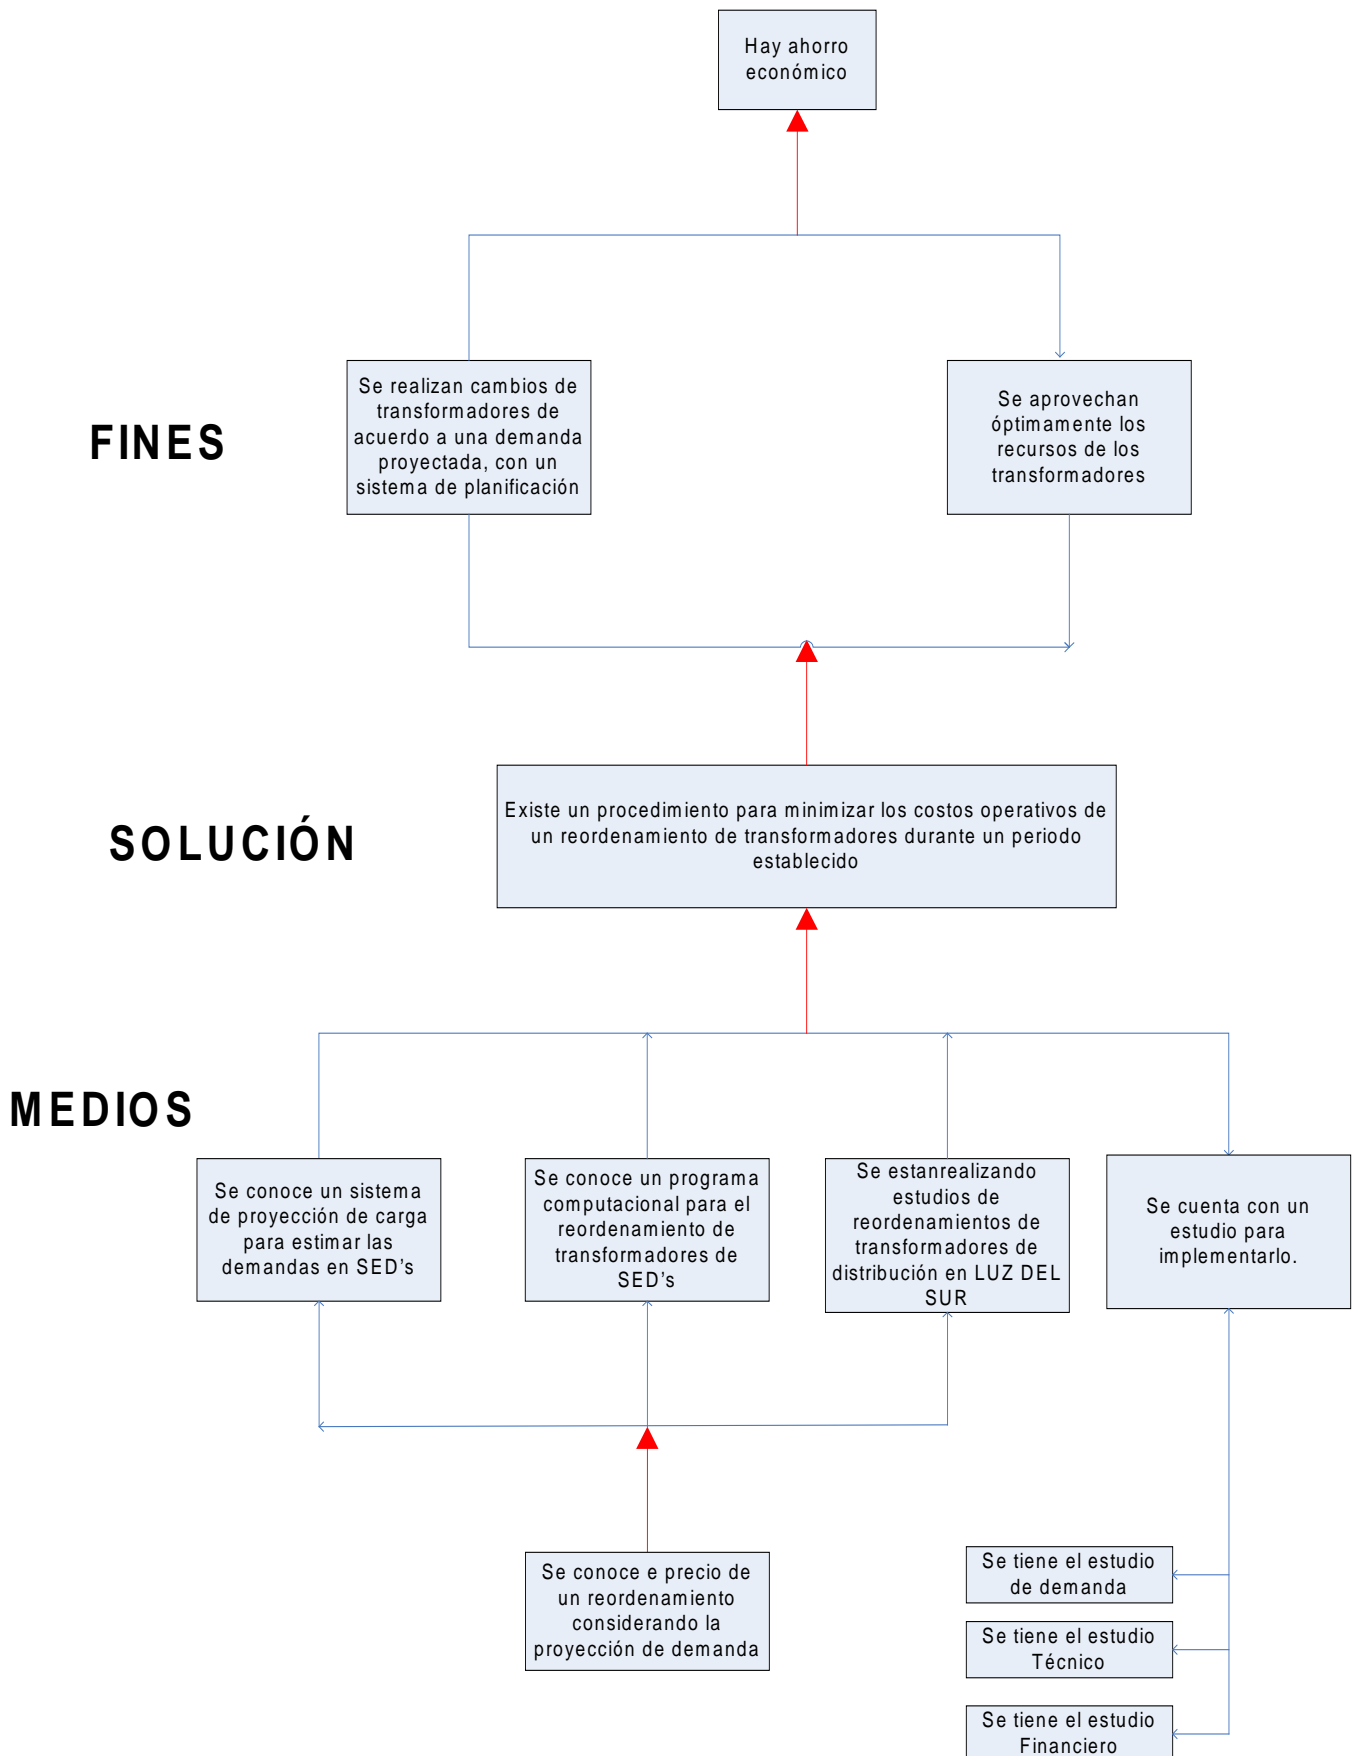 Hay ahorro
económico
FINES
Se realizan cambios de
transformadores de
acuerdo a una demanda
proyectada, con un
sistema de planificación
Se aprovechan
óptimamente los
recursos de los
transformadores
SOLUCIÓN
Existe un procedimiento para minimizar los costos operativos de
un reordenamiento de transformadores durante un periodo
establecido
MEDIOS
Se conoce un sistema
de proyección de carga
para estimar las
demandas en SED's
Se conoce un programa
computacional para el
reordenamiento de
transformadores de
SED's
Se estanrealizando
estudios de
reordenamientos de
transformadores de
distribución en LUZ DEL
SUR
Se cuenta con un
estudio para
implementarlo.
Se conoce e precio de
un reordenamiento
considerando la
proyección de demanda
Se tiene el estudio
de demanda
Se tiene el estudio
Técnico
Se tiene el estudio
Financiero